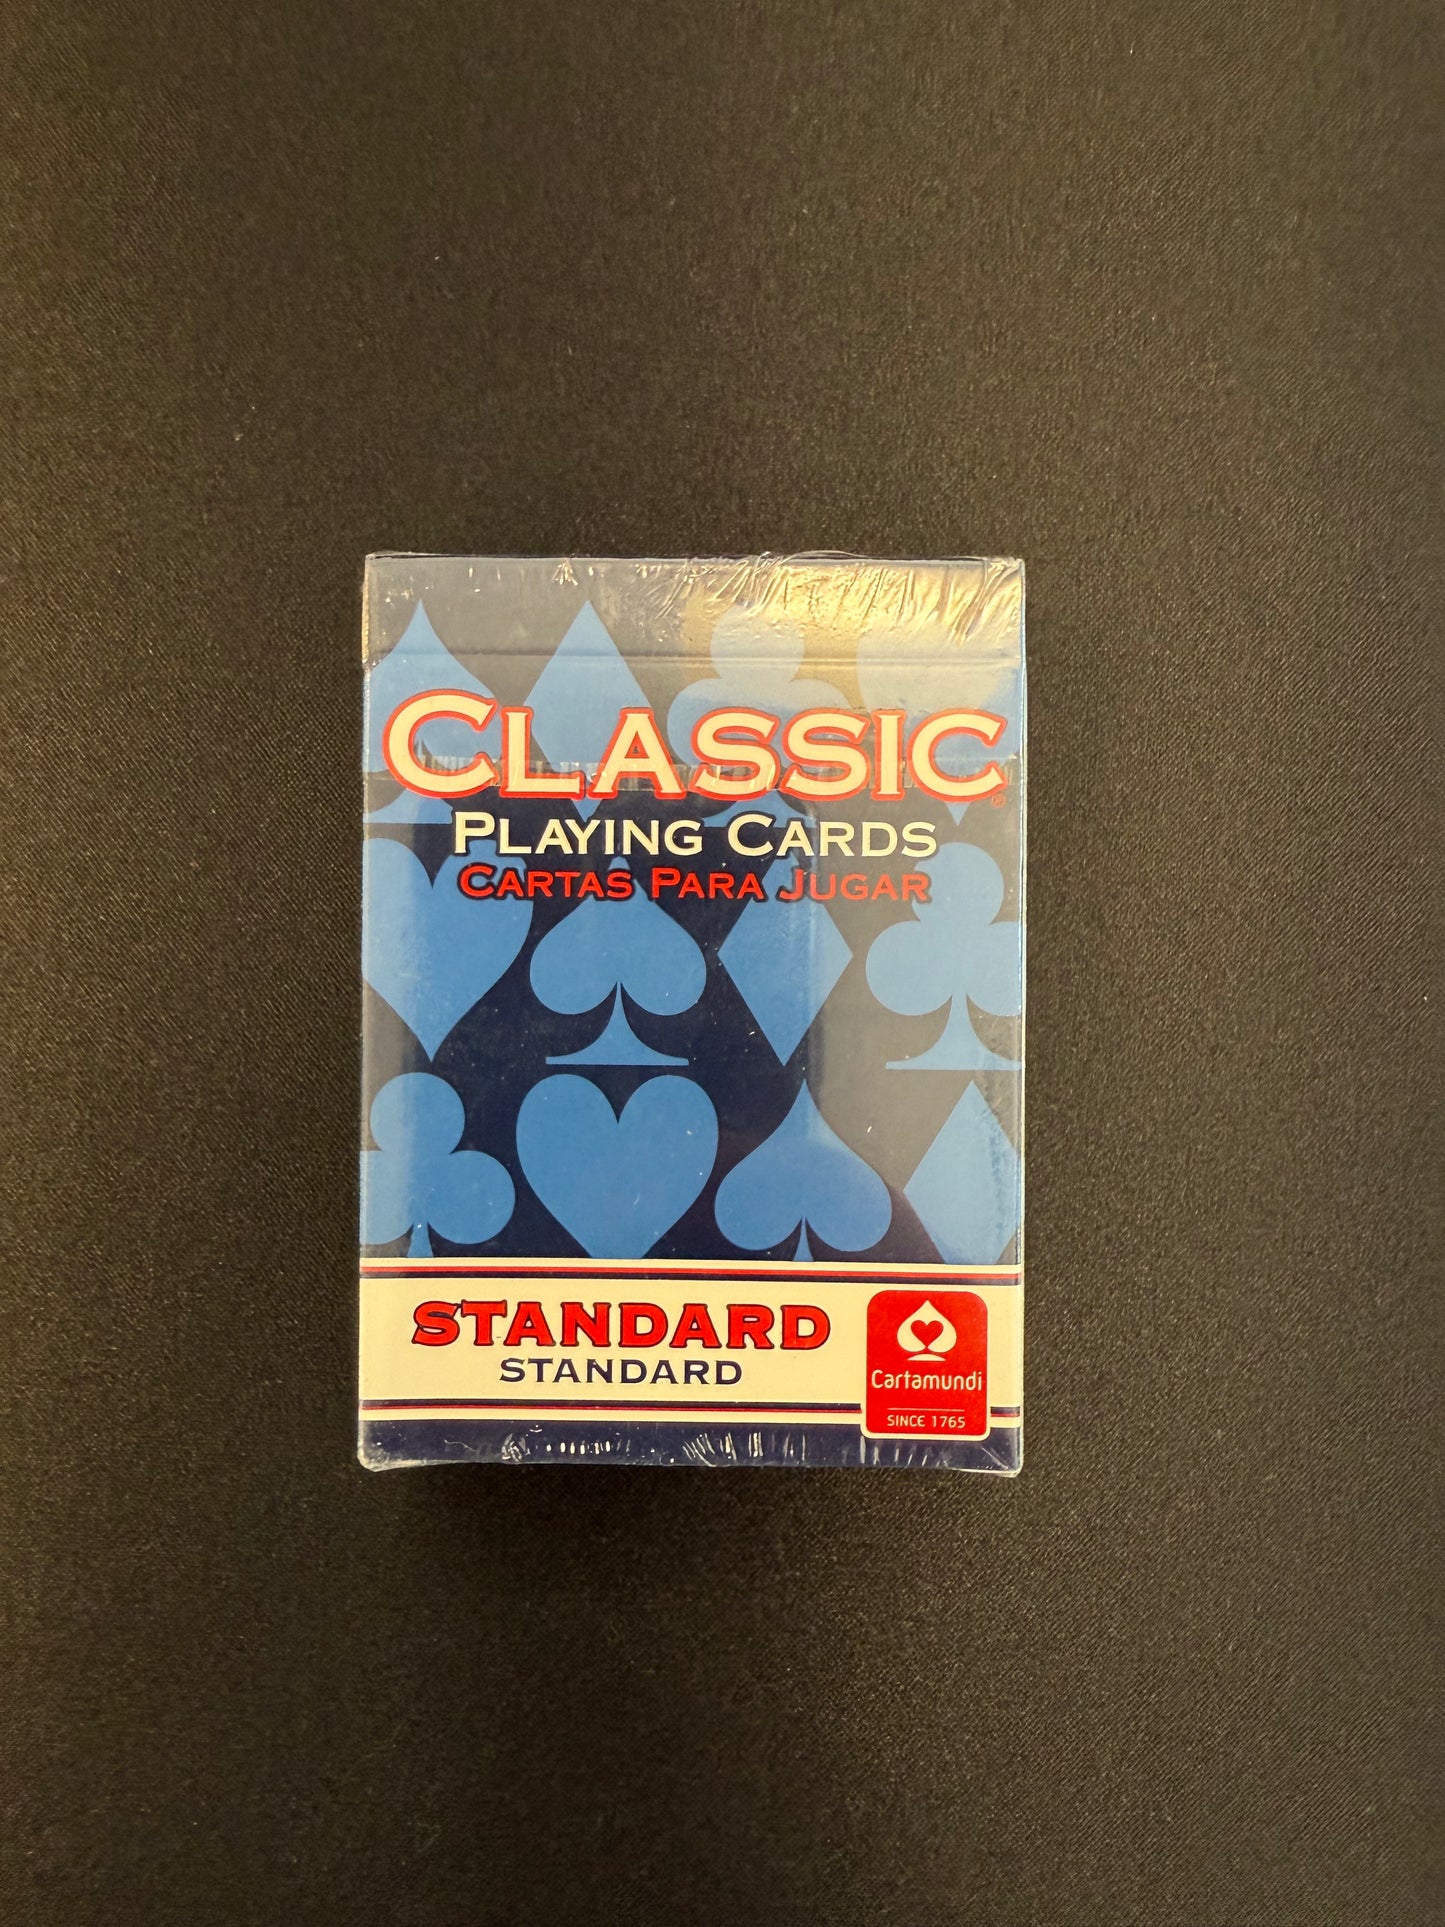 CLASSIC®
PLAYING CARDS
CARTAS PARA JUGAR
STANDARD
STANDARD
Cartamundi
SINCE 1765